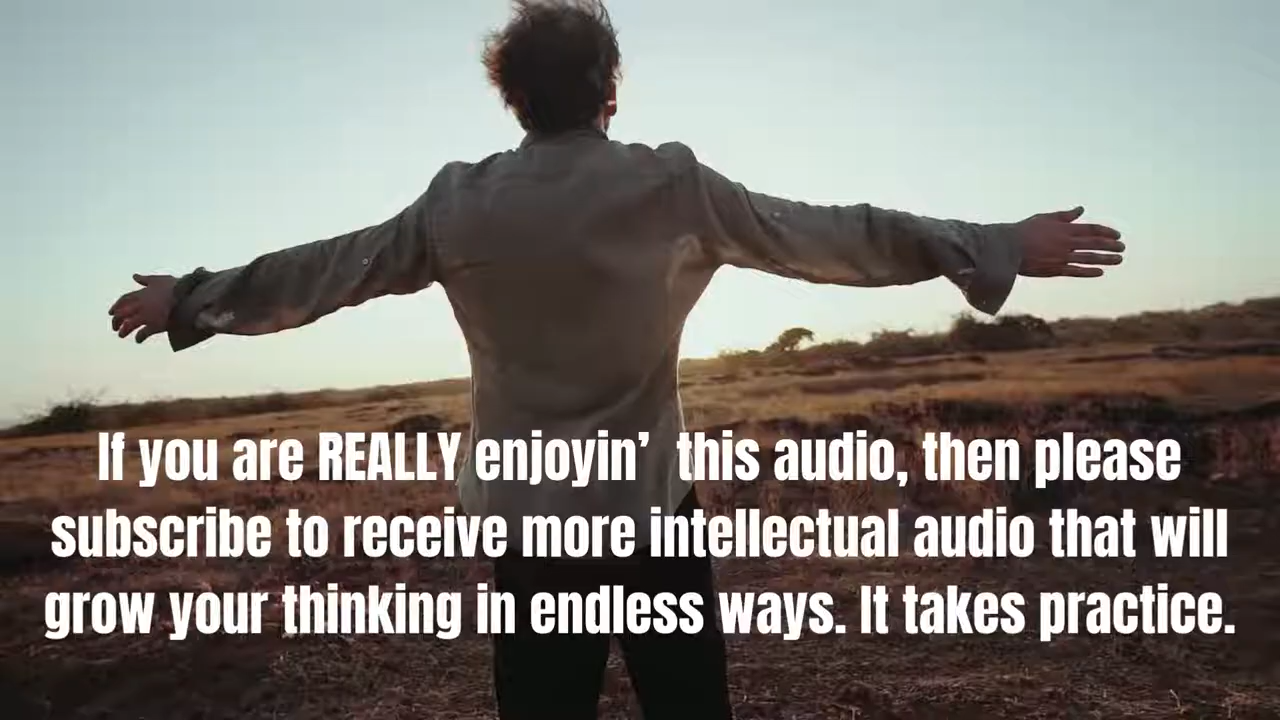 If you are REALLY enjoyin’ this audio, then please
subscribe to receive more intellectual audio that will
grow your thinking in endless ways. It takes practice.